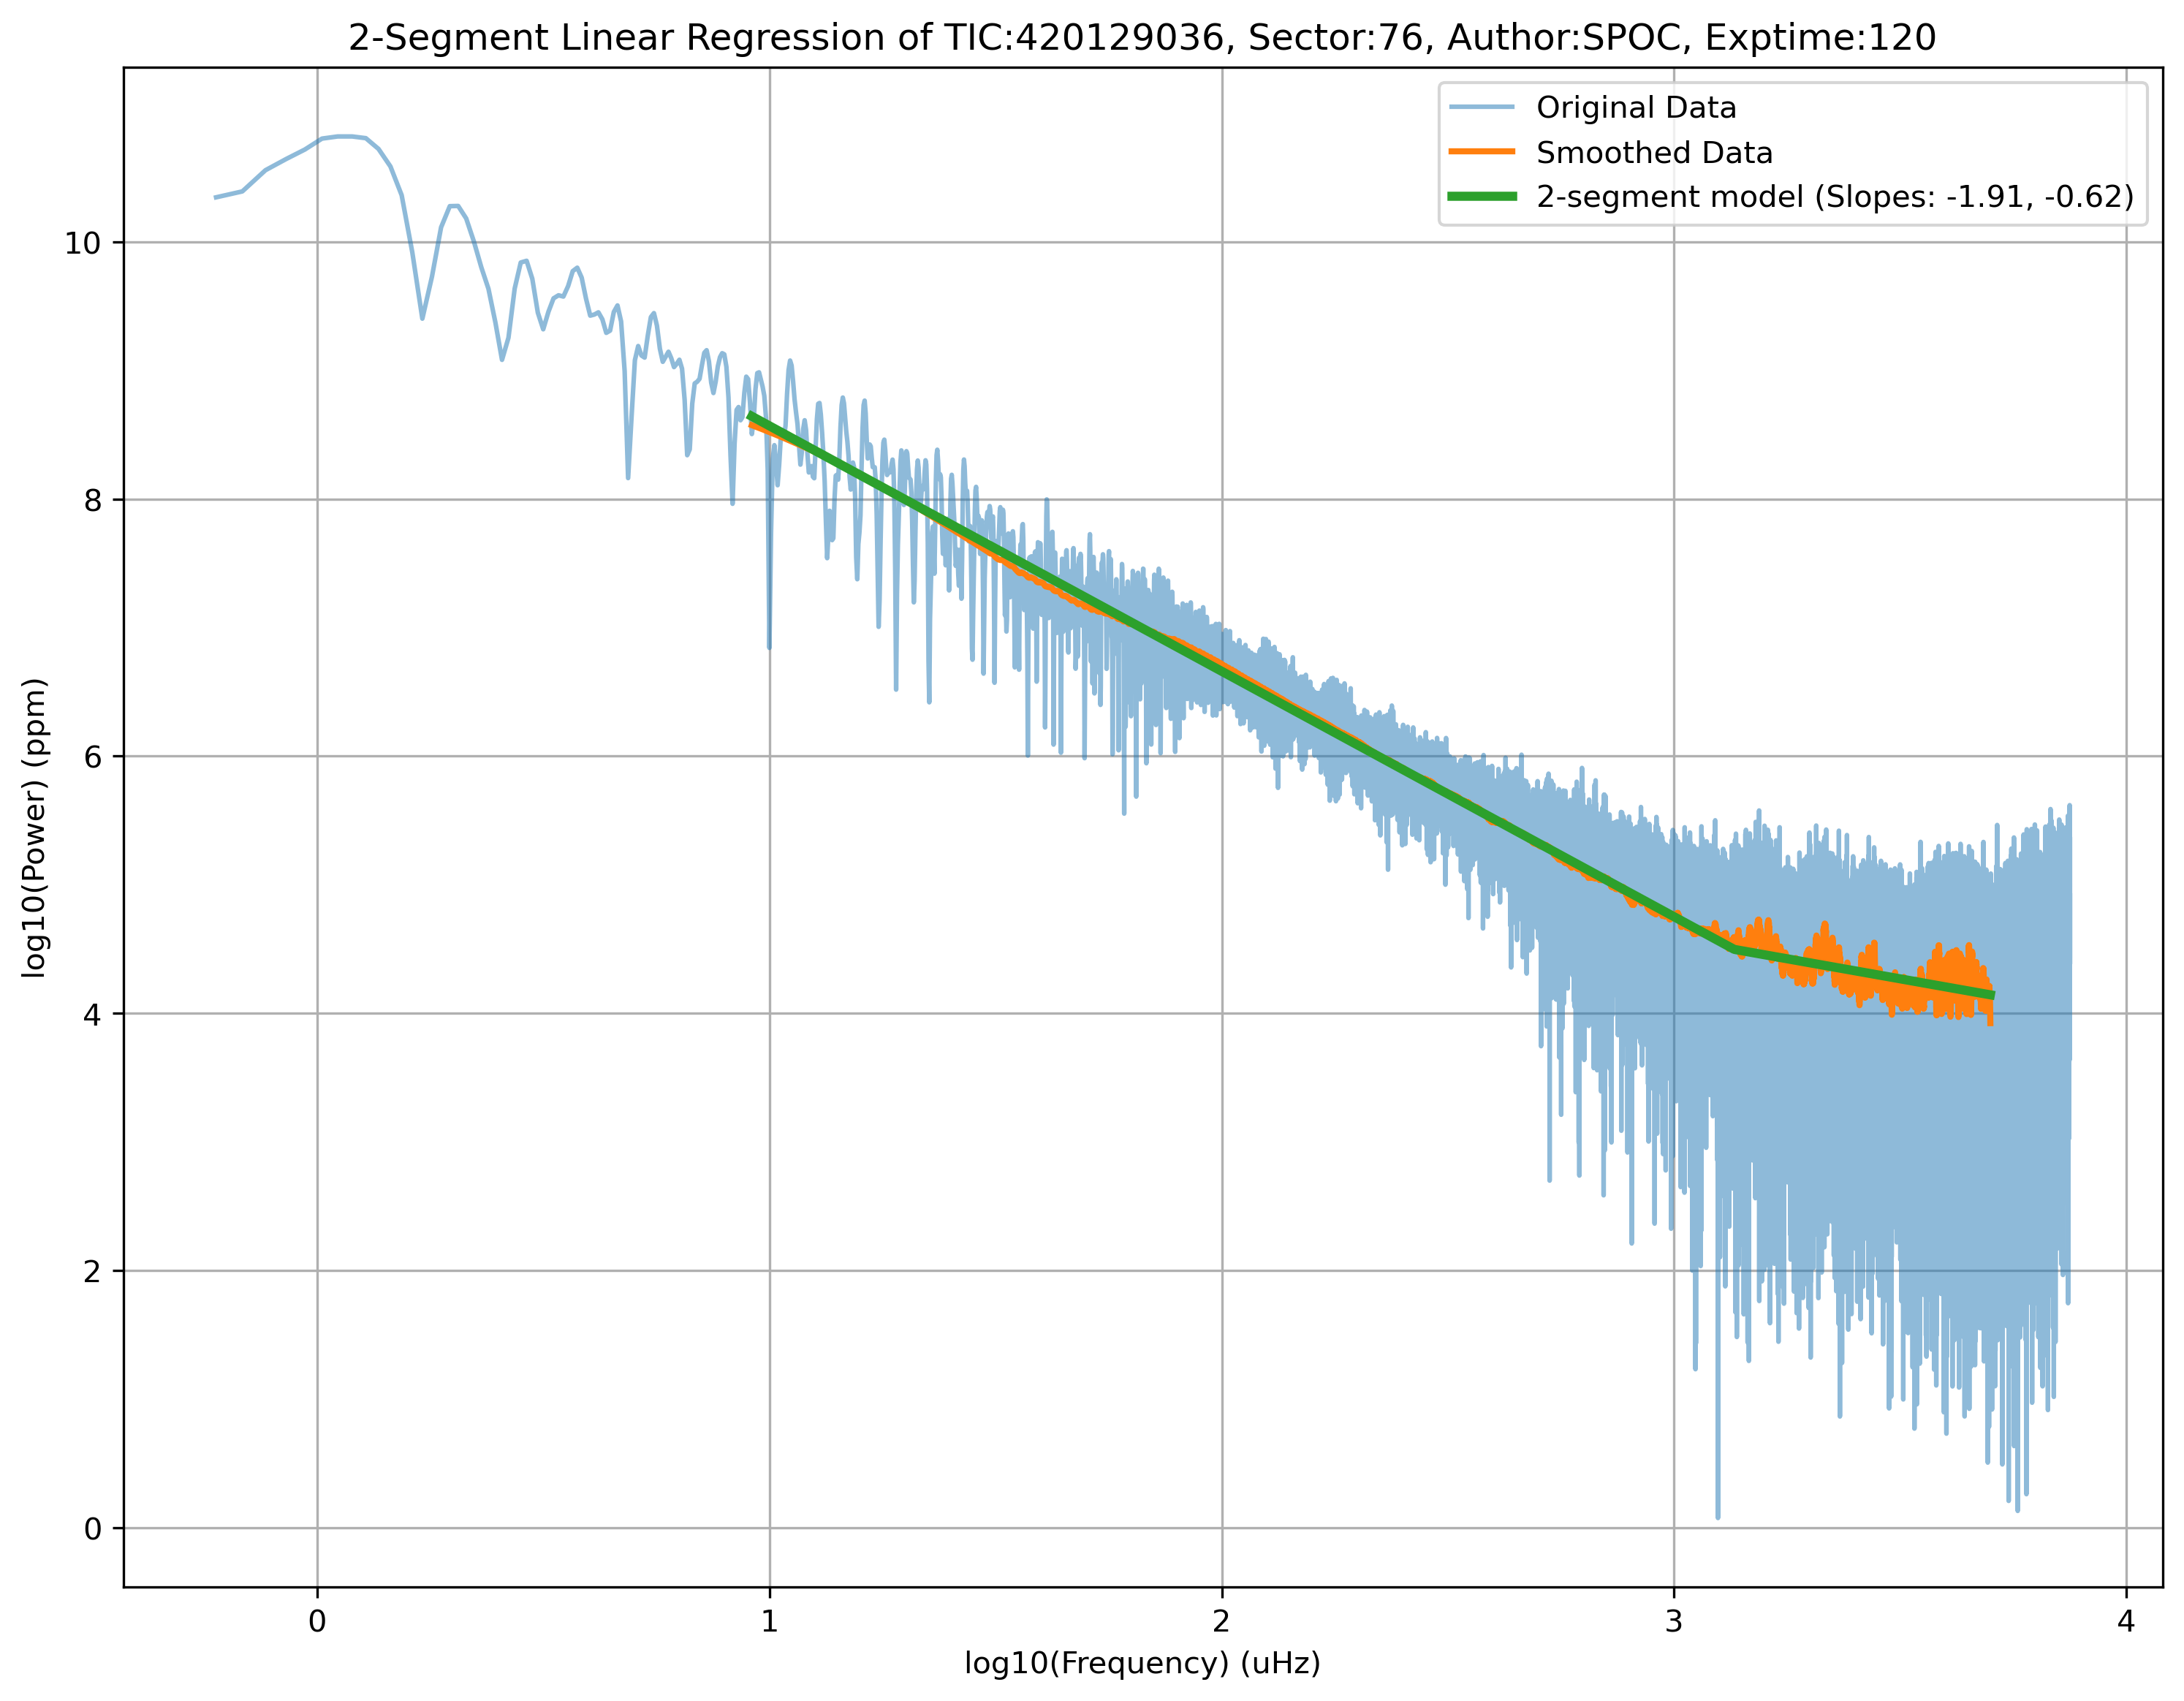 2-Segment Linear Regression of TIC:420129036, Sector:76, Author:SPOC, Exptime:120
Original Data
Smoothed Data
2-segment model (Slopes: -1.91, -0.62)
log10(Power) (ppm)
10
8
6
4
2
0
0 1 2 3 4
log10(Frequency) (uHz)